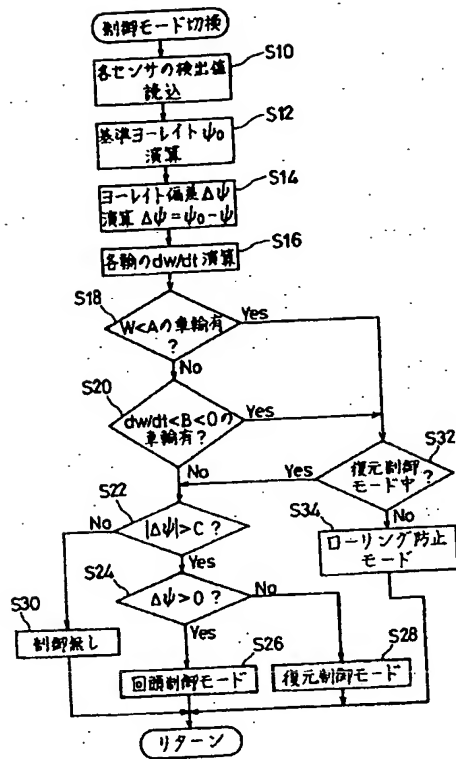 制御モード切換
S10
各センサの検出値
読込
S12
基準ヨーレイトψ0
演算
S14
ヨーレイト偏差Δψ
演算 Δψ=ψ0-ψ
S16
各輪のdw/dt演算
S18
W<Aの車輪有
?
Yes
No
S20
dw/dt<B<0の
車輪有?
Yes
No
S32
復元制御
モード中?
Yes
No
S22
|Δψ|>C?
No
Yes
S34
ローリング防止
モード
S24
Δψ>0?
No
Yes
S30
制御無し
S26
回頭制御モード
S28
復元制御モード
リターン